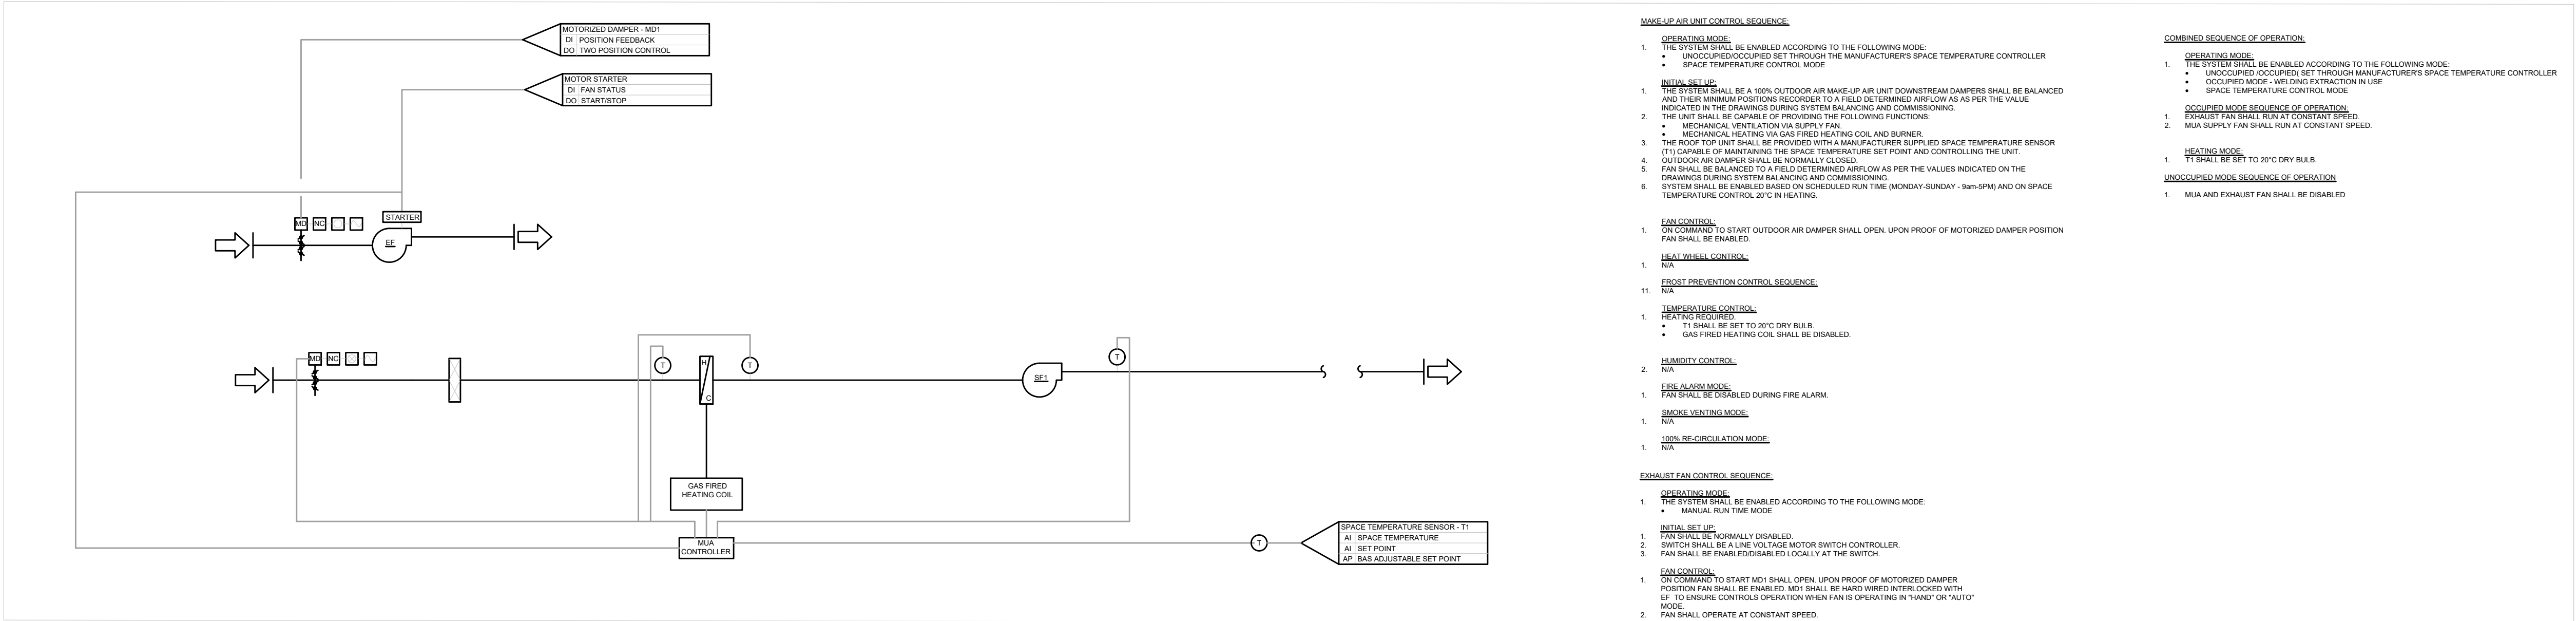 MOTORIZED DAMPER - MD1
DI POSITION FEEDBACK
DO TWO POSITION CONTROL
MOTOR STARTER
DI FAN STATUS
DO START/STOP
MD NC
STARTER
EF
MD NC
T
H
C
T
SF1
T
GAS FIRED
HEATING COIL
MUA
CONTROLLER
T
SPACE TEMPERATURE SENSOR - T1
AI SPACE TEMPERATURE
AI SET POINT
AP BAS ADJUSTABLE SET POINT
MAKE-UP AIR UNIT CONTROL SEQUENCE:
OPERATING MODE:
1. THE SYSTEM SHALL BE ENABLED ACCORDING TO THE FOLLOWING MODE:
• UNOCCUPIED/OCCUPIED SET THROUGH THE MANUFACTURER'S SPACE TEMPERATURE CONTROLLER
• SPACE TEMPERATURE CONTROL MODE
INITIAL SET UP:
1. THE SYSTEM SHALL BE A 100% OUTDOOR AIR MAKE-UP AIR UNIT DOWNSTREAM DAMPERS SHALL BE BALANCED
AND THEIR MINIMUM POSITIONS RECORDER TO A FIELD DETERMINED AIRFLOW AS AS PER THE VALUE
INDICATED IN THE DRAWINGS DURING SYSTEM BALANCING AND COMMISSIONING.
2. THE UNIT SHALL BE CAPABLE OF PROVIDING THE FOLLOWING FUNCTIONS:
• MECHANICAL VENTILATION VIA SUPPLY FAN.
• MECHANICAL HEATING VIA GAS FIRED HEATING COIL AND BURNER.
3. THE ROOF TOP UNIT SHALL BE PROVIDED WITH A MANUFACTURER SUPPLIED SPACE TEMPERATURE SENSOR
(T1) CAPABLE OF MAINTAINING THE SPACE TEMPERATURE SET POINT AND CONTROLLING THE UNIT.
4. OUTDOOR AIR DAMPER SHALL BE NORMALLY CLOSED.
5. FAN SHALL BE BALANCED TO A FIELD DETERMINED AIRFLOW AS PER THE VALUES INDICATED ON THE
DRAWINGS DURING SYSTEM BALANCING AND COMMISSIONING.
6. SYSTEM SHALL BE ENABLED BASED ON SCHEDULED RUN TIME (MONDAY-SUNDAY - 9am-5PM) AND ON SPACE
TEMPERATURE CONTROL 20°C IN HEATING.
FAN CONTROL:
1. ON COMMAND TO START OUTDOOR AIR DAMPER SHALL OPEN. UPON PROOF OF MOTORIZED DAMPER POSITION
FAN SHALL BE ENABLED.
HEAT WHEEL CONTROL:
1. N/A
FROST PREVENTION CONTROL SEQUENCE:
11. N/A
TEMPERATURE CONTROL:
1. HEATING REQUIRED.
• T1 SHALL BE SET TO 20°C DRY BULB.
• GAS FIRED HEATING COIL SHALL BE DISABLED.
HUMIDITY CONTROL:
2. N/A
FIRE ALARM MODE:
1. FAN SHALL BE DISABLED DURING FIRE ALARM.
SMOKE VENTING MODE:
1. N/A
100% RE-CIRCULATION MODE:
1. N/A
EXHAUST FAN CONTROL SEQUENCE:
OPERATING MODE:
1. THE SYSTEM SHALL BE ENABLED ACCORDING TO THE FOLLOWING MODE:
• MANUAL RUN TIME MODE
INITIAL SET UP:
1. FAN SHALL BE NORMALLY DISABLED.
2. SWITCH SHALL BE A LINE VOLTAGE MOTOR SWITCH CONTROLLER.
3. FAN SHALL BE ENABLED/DISABLED LOCALLY AT THE SWITCH.
FAN CONTROL:
1. ON COMMAND TO START MD1 SHALL OPEN. UPON PROOF OF MOTORIZED DAMPER
POSITION FAN SHALL BE ENABLED. MD1 SHALL BE HARD WIRED INTERLOCKED WITH
EF TO ENSURE CONTROLS OPERATION WHEN FAN IS OPERATING IN "HAND" OR "AUTO"
MODE.
2. FAN SHALL OPERATE AT CONSTANT SPEED.
COMBINED SEQUENCE OF OPERATION:
OPERATING MODE:
1. THE SYSTEM SHALL BE ENABLED ACCORDING TO THE FOLLOWING MODE:
• UNOCCUPIED /OCCUPIED( SET THROUGH MANUFACTURER'S SPACE TEMPERATURE CONTROLLER
• OCCUPIED MODE - WELDING EXTRACTION IN USE
• SPACE TEMPERATURE CONTROL MODE
OCCUPIED MODE SEQUENCE OF OPERATION:
1. EXHAUST FAN SHALL RUN AT CONSTANT SPEED.
2. MUA SUPPLY FAN SHALL RUN AT CONSTANT SPEED.
HEATING MODE:
1. T1 SHALL BE SET TO 20°C DRY BULB.
UNOCCUPIED MODE SEQUENCE OF OPERATION
1. MUA AND EXHAUST FAN SHALL BE DISABLED